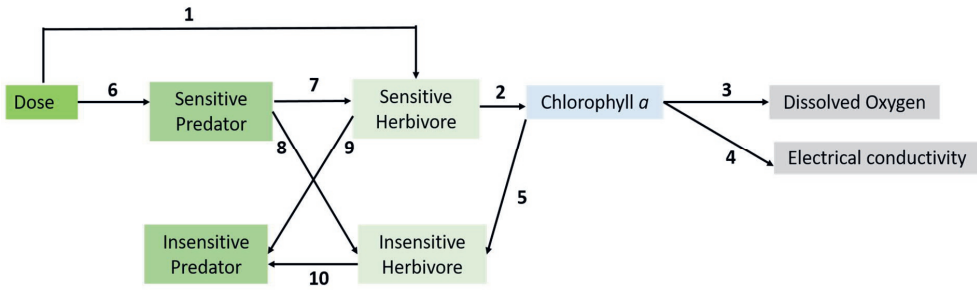 1
Dose
6
Sensitive
Predator
7
Sensitive
Herbivore
2
Chlorophyll a
3
Dissolved Oxygen
4
Electrical conductivity
8
9
5
Insensitive
Predator
10
Insensitive
Herbivore